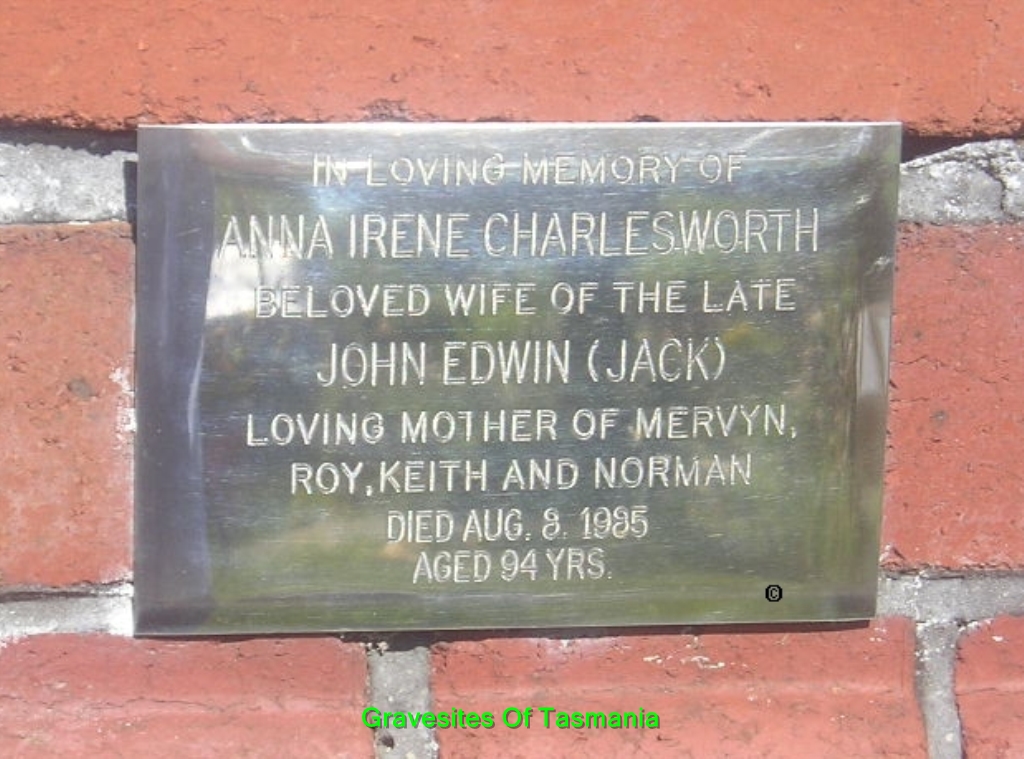 IN LOVING MEMORY OF
ANNA IRENE CHARLESWORTH
BELOVED WIFE OF THE LATE
JOHN EDWIN (JACK)
LOVING MOTHER OF MERVYN,
ROY, KEITH AND NORMAN
DIED AUG. 8. 1985
AGED 94 YRS.
©
Gravesites Of Tasmania